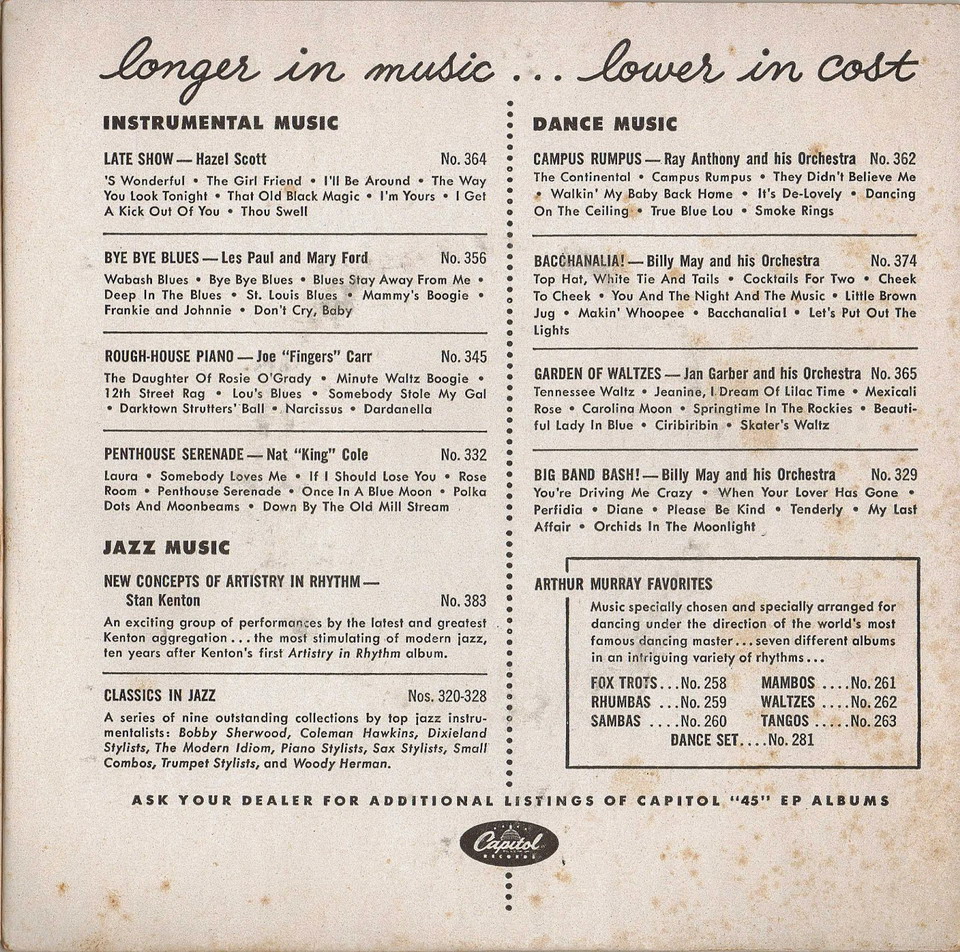 longer in music ... lower in cost
INSTRUMENTAL MUSIC
LATE SHOW — Hazel Scott No. 364
'S Wonderful • The Girl Friend • I'll Be Around • The Way
You Look Tonight • That Old Black Magic • I'm Yours • I Get
A Kick Out Of You • Thou Swell
BYE BYE BLUES — Les Paul and Mary Ford No. 356
Wabash Blues • Bye Bye Blues • Blues Stay Away From Me •
Deep In The Blues • St. Louis Blues • Mammy's Boogie •
Frankie and Johnnie • Don't Cry, Baby
ROUGH-HOUSE PIANO — Joe "Fingers" Carr No. 345
The Daughter Of Rosie O'Grady • Minute Waltz Boogie •
12th Street Rag • Lou's Blues • Somebody Stole My Gal
• Darktown Strutters' Ball • Narcissus • Dardanella
PENTHOUSE SERENADE — Nat "King" Cole No. 332
Laura • Somebody Loves Me • If I Should Lose You • Rose
Room • Penthouse Serenade • Once In A Blue Moon • Polka
Dots And Moonbeams • Down By The Old Mill Stream
JAZZ MUSIC
NEW CONCEPTS OF ARTISTRY IN RHYTHM —
Stan Kenton No. 383
An exciting group of performances by the latest and greatest
Kenton aggregation . . . the most stimulating of modern jazz,
ten years after Kenton's first Artistry in Rhythm album.
CLASSICS IN JAZZ Nos. 320-328
A series of nine outstanding collections by top jazz instru-
mentalists: Bobby Sherwood, Coleman Hawkins, Dixieland
Stylists, The Modern Idiom, Piano Stylists, Sax Stylists, Small
Combos, Trumpet Stylists, and Woody Herman.
DANCE MUSIC
CAMPUS RUMPUS — Ray Anthony and his Orchestra No. 362
The Continental • Campus Rumpus • They Didn't Believe Me
• Walkin' My Baby Back Home • It's De-Lovely • Dancing
On The Ceiling • True Blue Lou • Smoke Rings
BACCHANALIA! — Billy May and his Orchestra No. 374
Top Hat, White Tie And Tails • Cocktails For Two • Cheek
To Cheek • You And The Night And The Music • Little Brown
Jug • Makin' Whoopee • Bacchanalia! • Let's Put Out The
Lights
GARDEN OF WALTZES — Jan Garber and his Orchestra No. 365
Tennessee Waltz • Jeanine, I Dream Of Lilac Time • Mexicali
Rose • Carolina Moon • Springtime In The Rockies • Beauti-
ful Lady In Blue • Ciribiribin • Skater's Waltz
BIG BAND BASH! — Billy May and his Orchestra No. 329
You're Driving Me Crazy • When Your Lover Has Gone •
Perfidia • Diane • Please Be Kind • Tenderly • My Last
Affair • Orchids In The Moonlight
ARTHUR MURRAY FAVORITES
Music specially chosen and specially arranged for
dancing under the direction of the world's most
famous dancing master . . . seven different albums
in an intriguing variety of rhythms . . .
FOX TROTS . . . No. 258 MAMBOS . . . . No. 261
RHUMBAS . . . No. 259 WALTZES . . . . No. 262
SAMBAS . . . . No. 260 TANGOS . . . . . No. 263
DANCE SET. . . . No. 281
ASK YOUR DEALER FOR ADDITIONAL LISTINGS OF CAPITOL "45" EP ALBUMS
Capitol
RECORDS